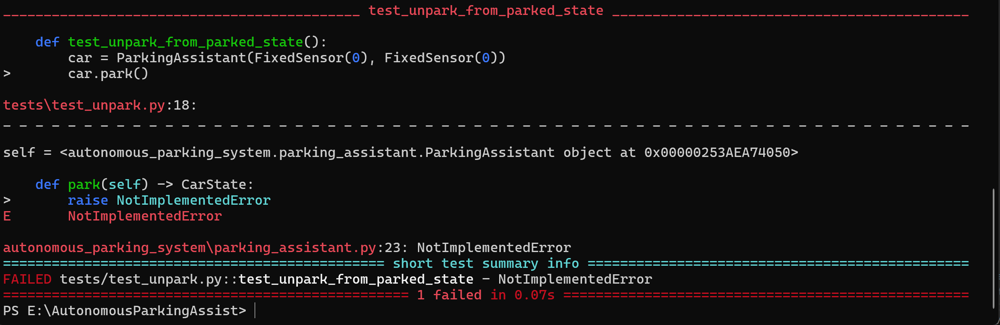 ____________________________________________ test_unpark_from_parked_state ____________________________________________
    def test_unpark_from_parked_state():
        car = ParkingAssistant(FixedSensor(0), FixedSensor(0))
>       car.park()
tests\test_unpark.py:18:
_ _ _ _ _ _ _ _ _ _ _ _ _ _ _ _ _ _ _ _ _ _ _ _ _ _ _ _ _ _ _ _ _ _ _ _ _ _ _ _ _ _ _ _ _ _ _ _ _ _ _ _ _ _ _ _ _ _ _ _
self = <autonomous_parking_system.parking_assistant.ParkingAssistant object at 0x00000253AEA74050>
    def park(self) -> CarState:
>       raise NotImplementedError
E       NotImplementedError
autonomous_parking_system\parking_assistant.py:23: NotImplementedError
=============================================== short test summary info ===============================================
FAILED tests/test_unpark.py::test_unpark_from_parked_state - NotImplementedError
================================================== 1 failed in 0.07s ==================================================
PS E:\AutonomousParkingAssist>